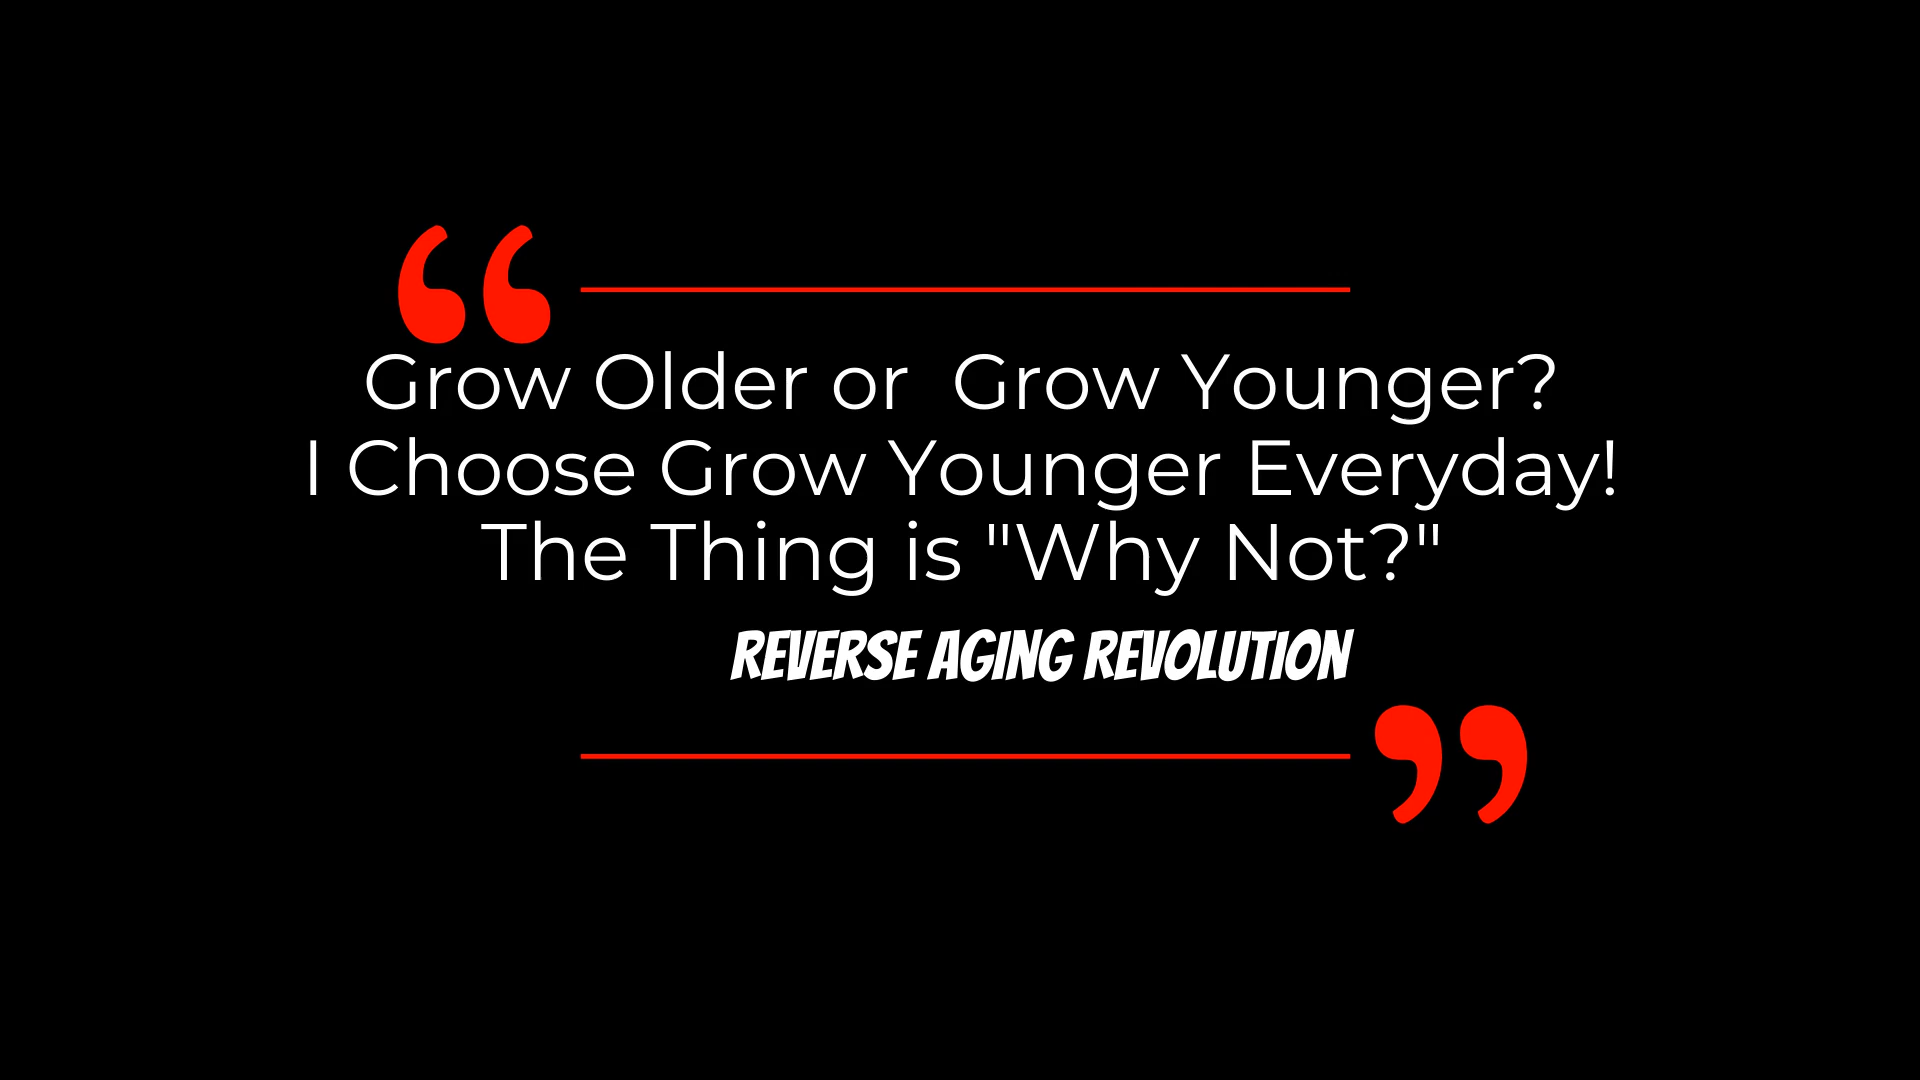 Grow Older or  Grow Younger?
I Choose Grow Younger Everyday!
The Thing is "Why Not?"
REVERSE AGING REVOLUTION